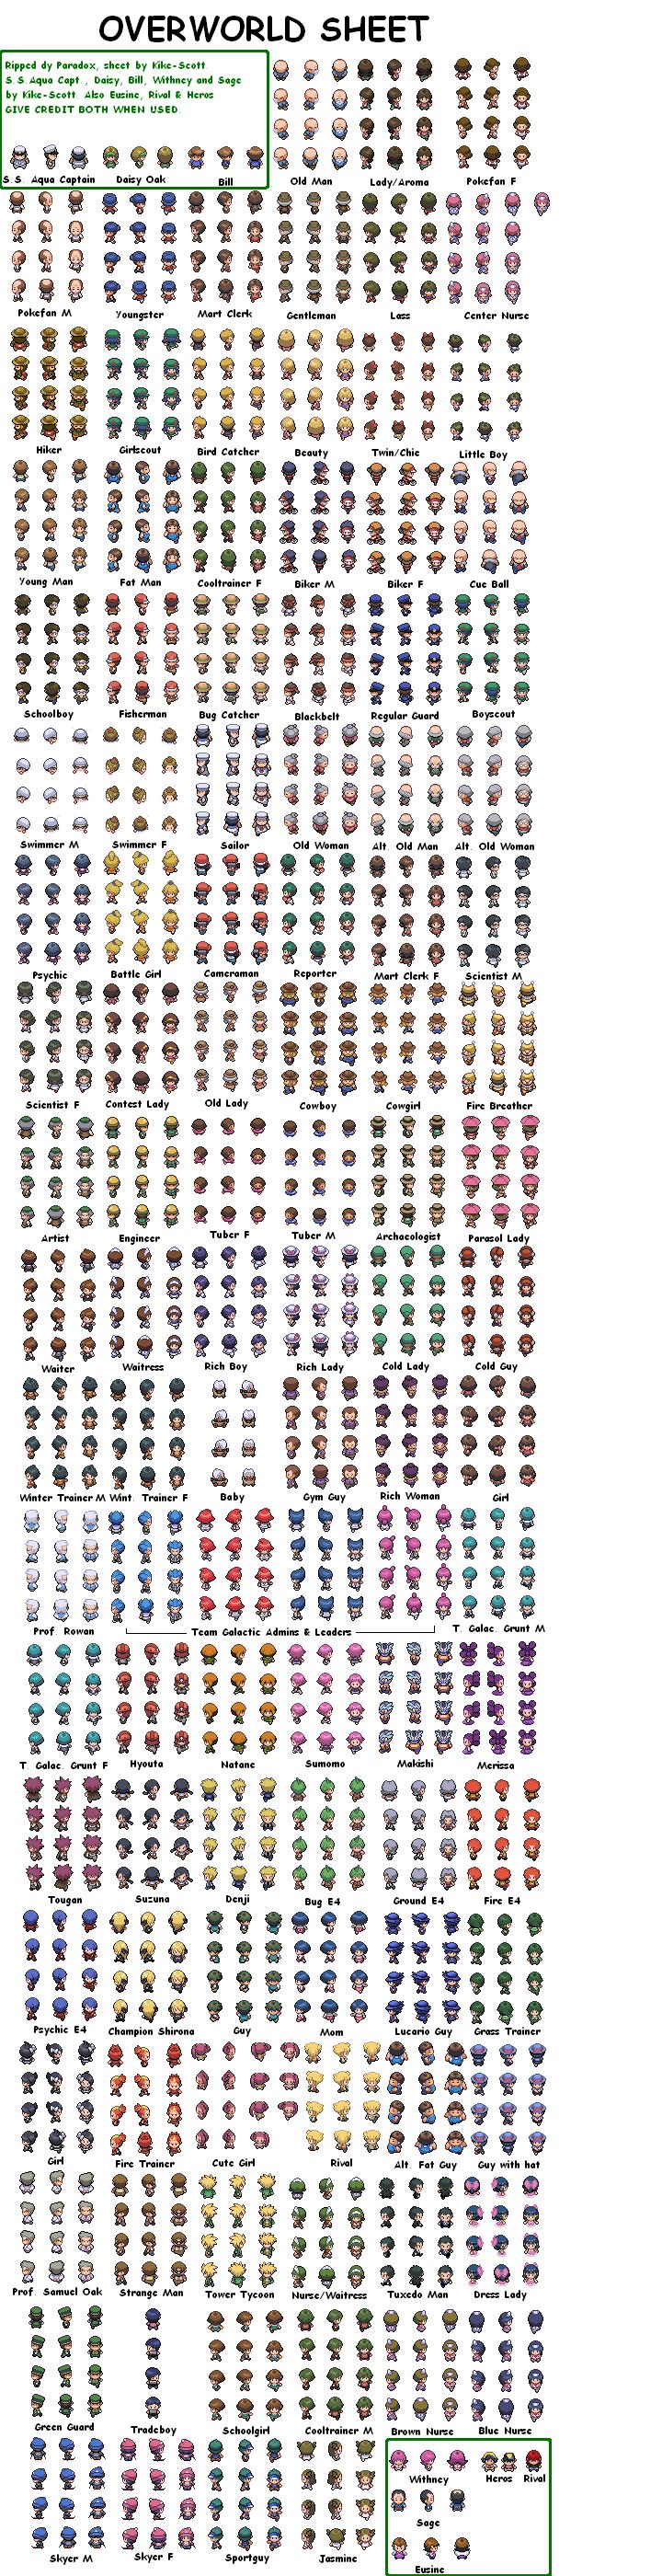 OVERWORLD SHEET
Ripped dy Paradox, sheet by Kike-Scott.
S.S.Aqua Capt., Daisy, Bill, Withney and Sage
by Kike-Scott. Also Eusine, Rival & Heros
GIVE CREDIT BOTH WHEN USED.
S.S. Aqua Captain Daisy Oak Bill Old Man Lady/Aroma Pokefan F
Pokefan M Youngster Mart Clerk Gentleman Lass Center Nurse
Hiker Girlscout Bird Catcher Beauty Twin/Chic Little Boy
Young Man Fat Man Cooltrainer F Biker M Biker F Cue Ball
Schoolboy Fisherman Bug Catcher Blackbelt Regular Guard Boyscout
Swimmer M Swimmer F Sailor Old Woman Alt. Old Man Alt. Old Woman
Psychic Battle Girl Cameraman Reporter Mart Clerk F Scientist M
Scientist F Contest Lady Old Lady Cowboy Cowgirl Fire Breather
Artist Engineer Tuber F Tuber M Archaeologist Parasol Lady
Waiter Waitress Rich Boy Rich Lady Cold Lady Cold Guy
Winter Trainer M Wint. Trainer F Baby Gym Guy Rich Woman Girl
Prof. Rowan Team Galactic Admins & Leaders T. Galac. Grunt M
T. Galac. Grunt F Hyouta Natane Sumomo Makishi Merissa
Tougan Suzuna Denji Bug E4 Ground E4 Fire E4
Psychic E4 Champion Shirona Guy Mom Lucario Guy Grass Trainer
Girl Fire Trainer Cute Girl Rival Alt. Fat Guy Guy with hat
Prof. Samuel Oak Strange Man Tower Tycoon Nurse/Waitress Tuxedo Man Dress Lady
Green Guard Tradeboy Schoolgirl Cooltrainer M Brown Nurse Blue Nurse
Withney Heros Rival
Sage
Skyer M Skyer F Sportguy Jasmine
Eusine